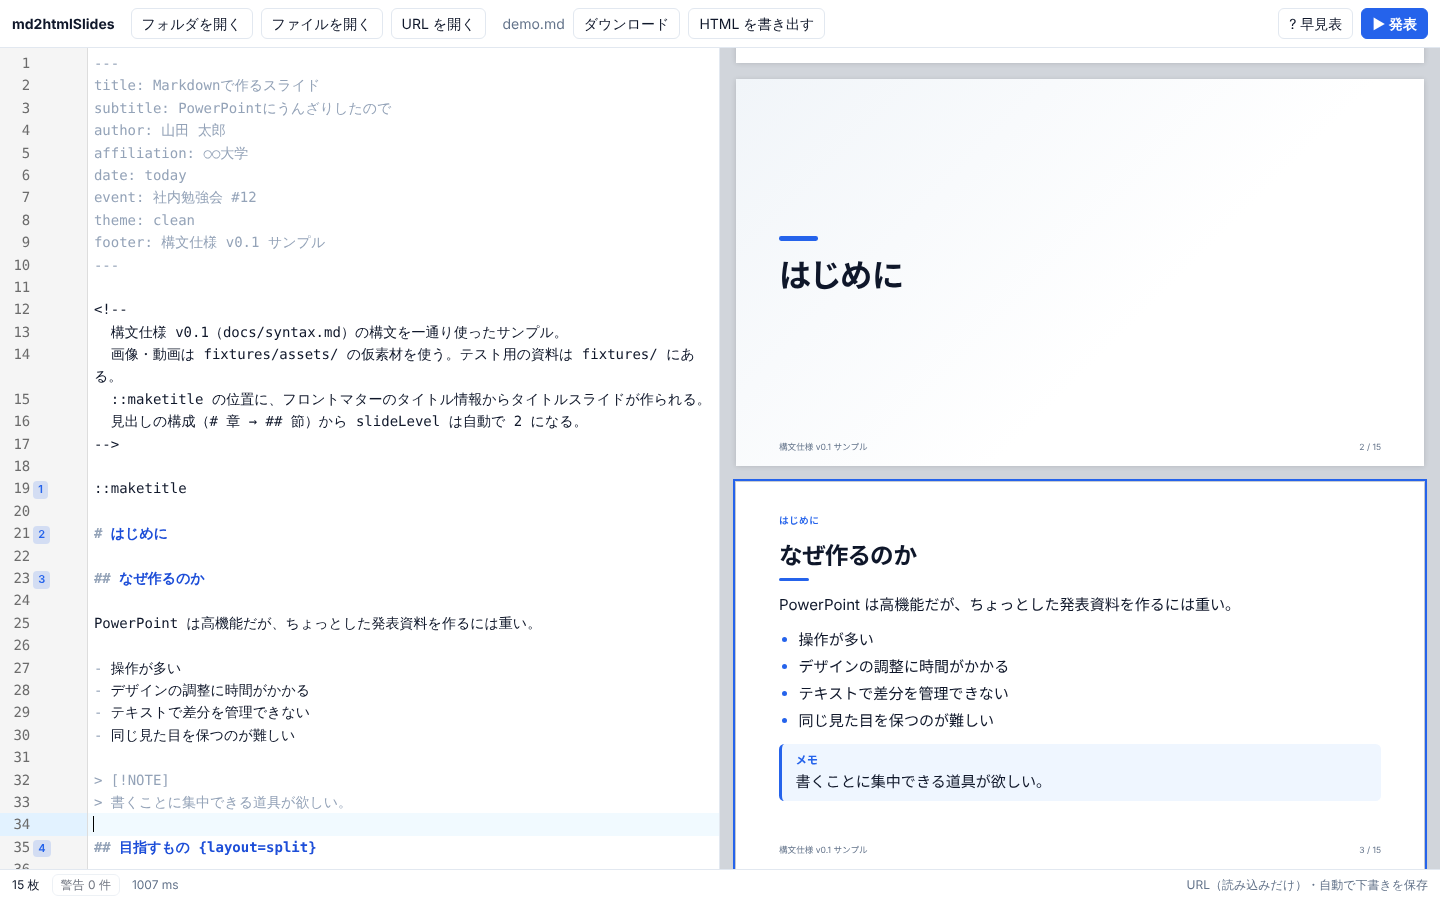 md2htmlSlides フォルダを開く ファイルを開く URL を開く demo.md ダウンロード HTML を書き出す ? 早見表 ▶ 発表
1 ---
2 title: Markdownで作るスライド
3 subtitle: PowerPointにうんざりしたので
4 author: 山田 太郎
5 affiliation: ○○大学
6 date: today
7 event: 社内勉強会 #12
8 theme: clean
9 footer: 構文仕様 v0.1 サンプル
10 ---
11
12 <!--
13 構文仕様 v0.1（docs/syntax.md）の構文を一通り使ったサンプル。
14 画像・動画は fixtures/assets/ の仮素材を使う。テスト用の資料は fixtures/ にあ
る。
15 ::maketitle の位置に、フロントマターのタイトル情報からタイトルスライドが作られる。
16 見出しの構成（# 章 → ## 節）から slideLevel は自動で 2 になる。
17 -->
18
19 1 ::maketitle
20
21 2 # はじめに
22
23 3 ## なぜ作るのか
24
25 PowerPoint は高機能だが、ちょっとした発表資料を作るには重い。
26
27 - 操作が多い
28 - デザインの調整に時間がかかる
29 - テキストで差分を管理できない
30 - 同じ見た目を保つのが難しい
31
32 > [!NOTE]
33 > 書くことに集中できる道具が欲しい。
34
35 4 ## 目指すもの {layout=split}
36
はじめに
構文仕様 v0.1 サンプル 2 / 15
はじめに
なぜ作るのか
PowerPoint は高機能だが、ちょっとした発表資料を作るには重い。
• 操作が多い
• デザインの調整に時間がかかる
• テキストで差分を管理できない
• 同じ見た目を保つのが難しい
メモ
書くことに集中できる道具が欲しい。
構文仕様 v0.1 サンプル 3 / 15
15 枚 警告 0 件 1007 ms URL（読み込みだけ）・自動で下書きを保存